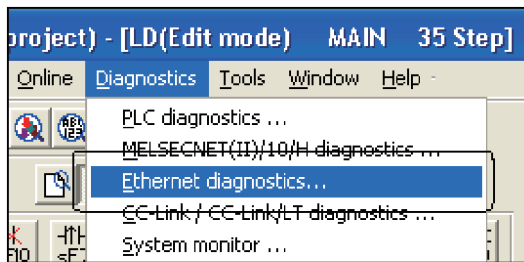 project) - [LD(Edit mode) MAIN 35 Step]
Online Diagnostics Tools Window Help
PLC diagnostics ...
MELSECNET(II)/10/H diagnostics ...
Ethernet diagnostics...
CC-Link / CC-Link/LT diagnostics ...
System monitor ...